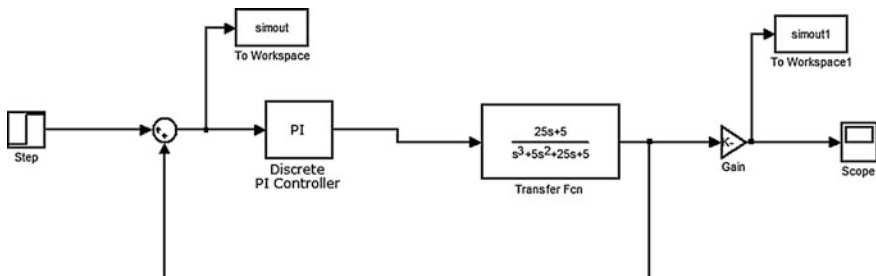 simout
To Workspace
simout1
To Workspace1
Step
+
+
PI
Discrete
PI Controller
25s+5
s³+5s²+25s+5
Transfer Fcn
K-
Gain
Scope